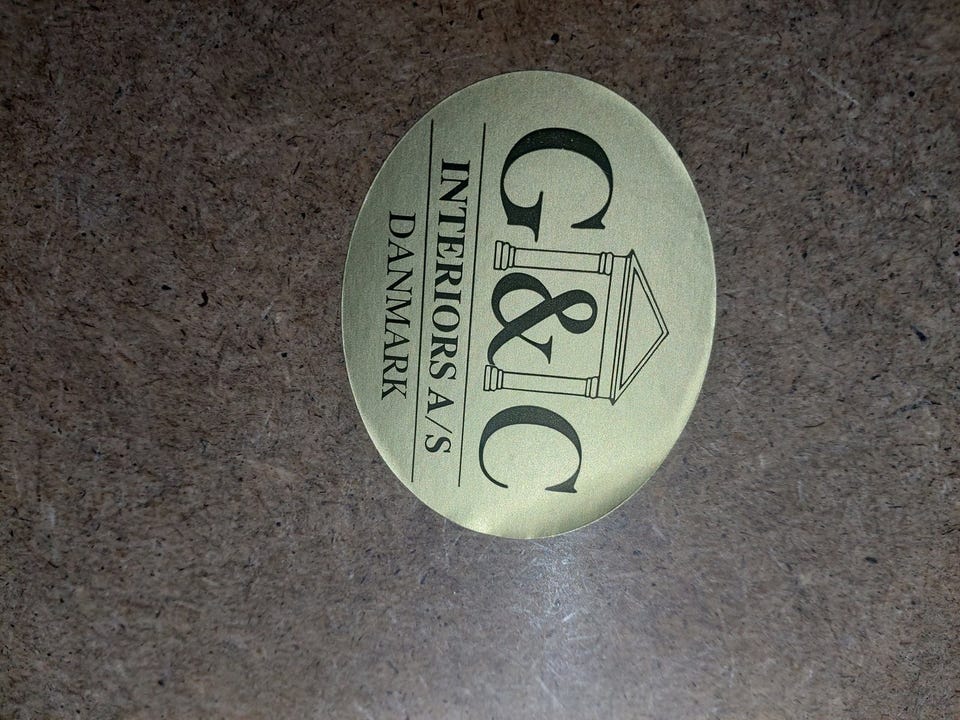 G&C
INTERIORS A/S
DANMARK